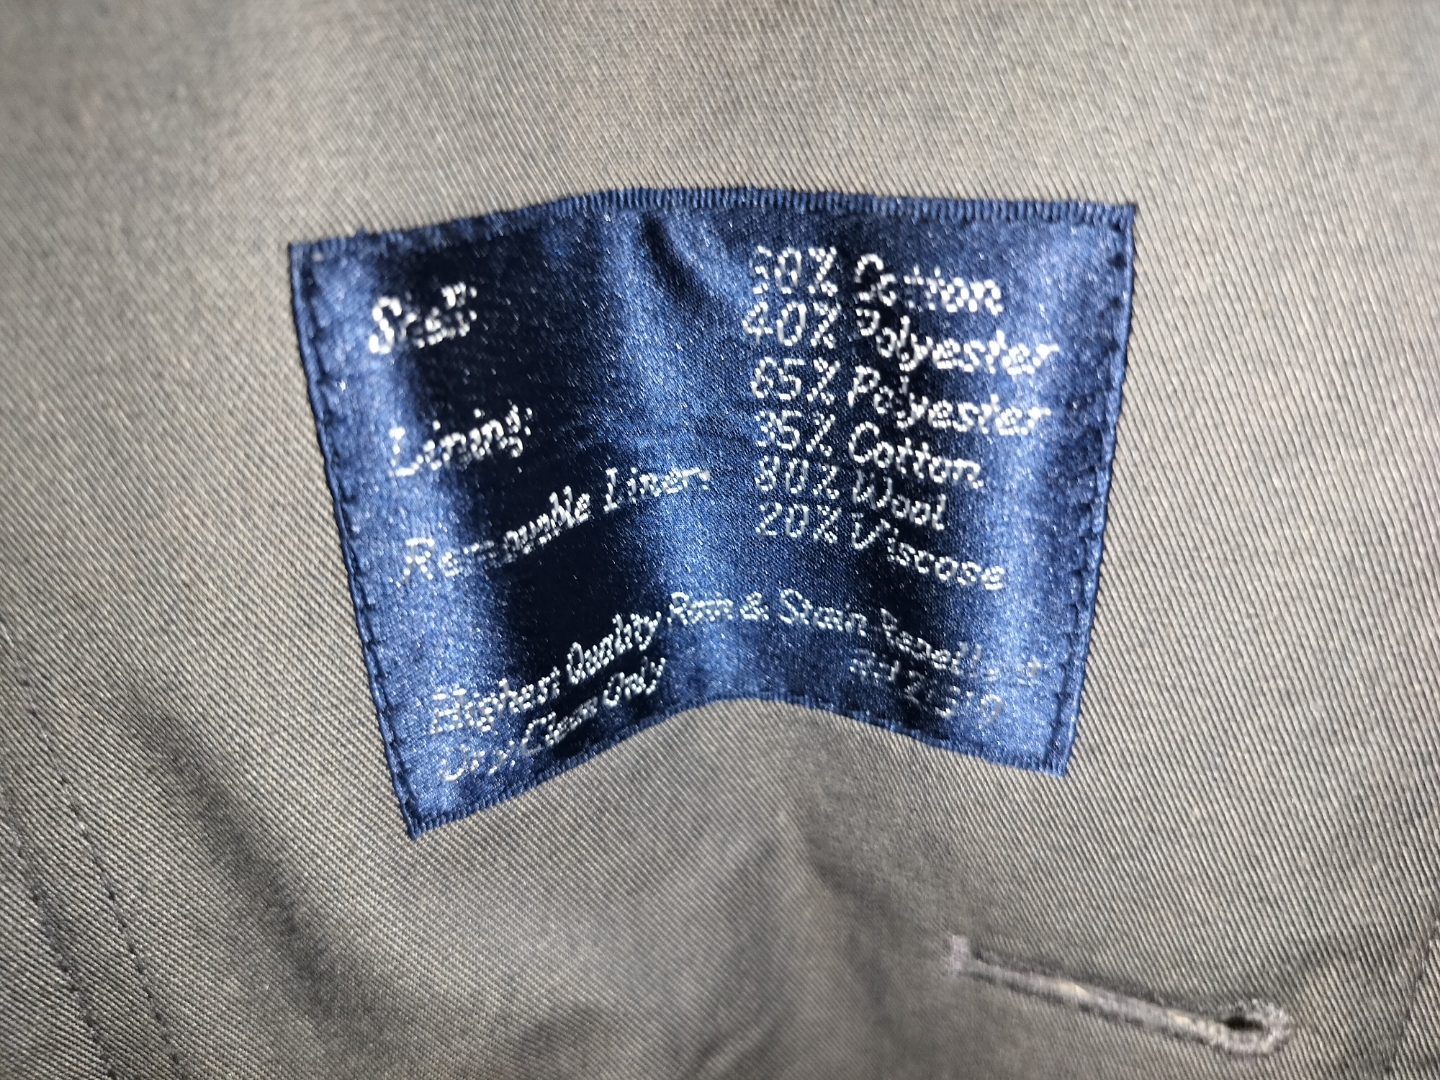 Shell: 60% Cotton
40% Polyester
Lining: 65% Polyester
35% Cotton
Removable Liner: 80% Wool
20% Viscose
Highest Quality Rain & Stain Repellent
Dry Clean Only